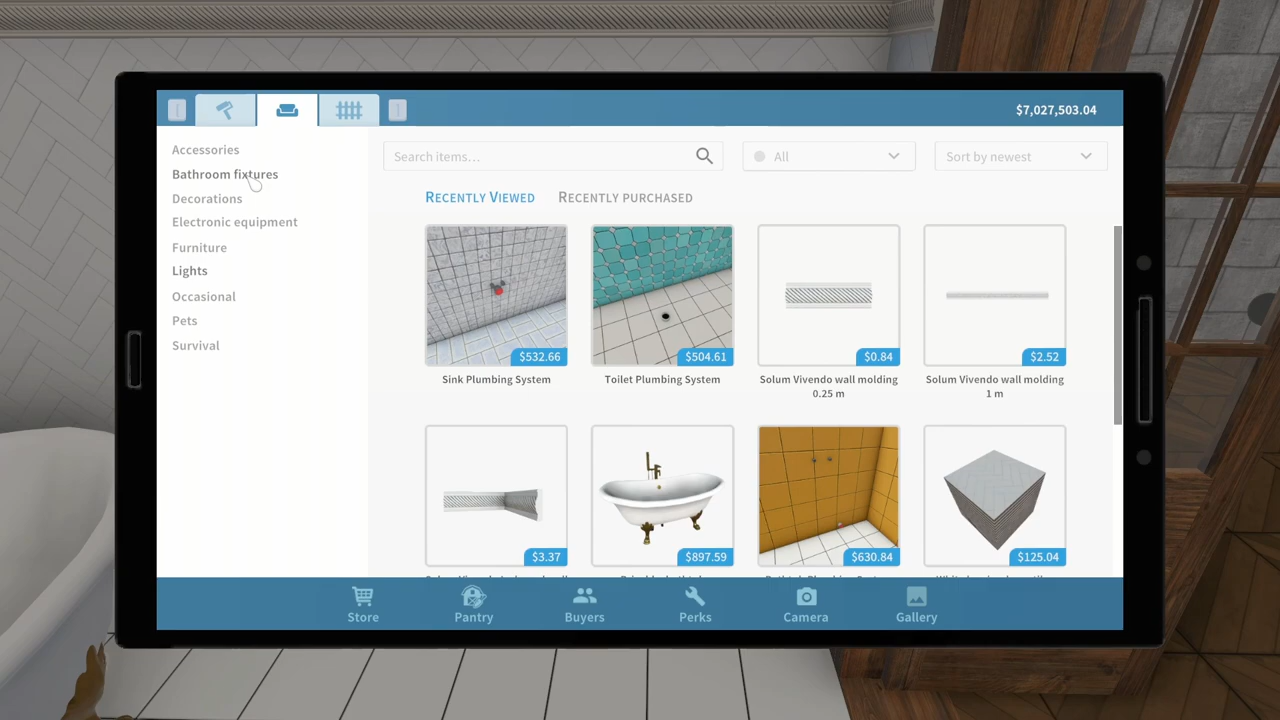 $7,027,503.04
Accessories
Bathroom fixtures
Decorations
Electronic equipment
Furniture
Lights
Occasional
Pets
Survival
Search items...
All
Sort by newest
RECENTLY VIEWED
RECENTLY PURCHASED
$532.66
$504.61
$0.84
$2.52
Sink Plumbing System
Toilet Plumbing System
Solum Vivendo wall molding
0.25 m
Solum Vivendo wall molding
1 m
$3.37
$897.59
$630.84
$125.04
Store
Pantry
Buyers
Perks
Camera
Gallery